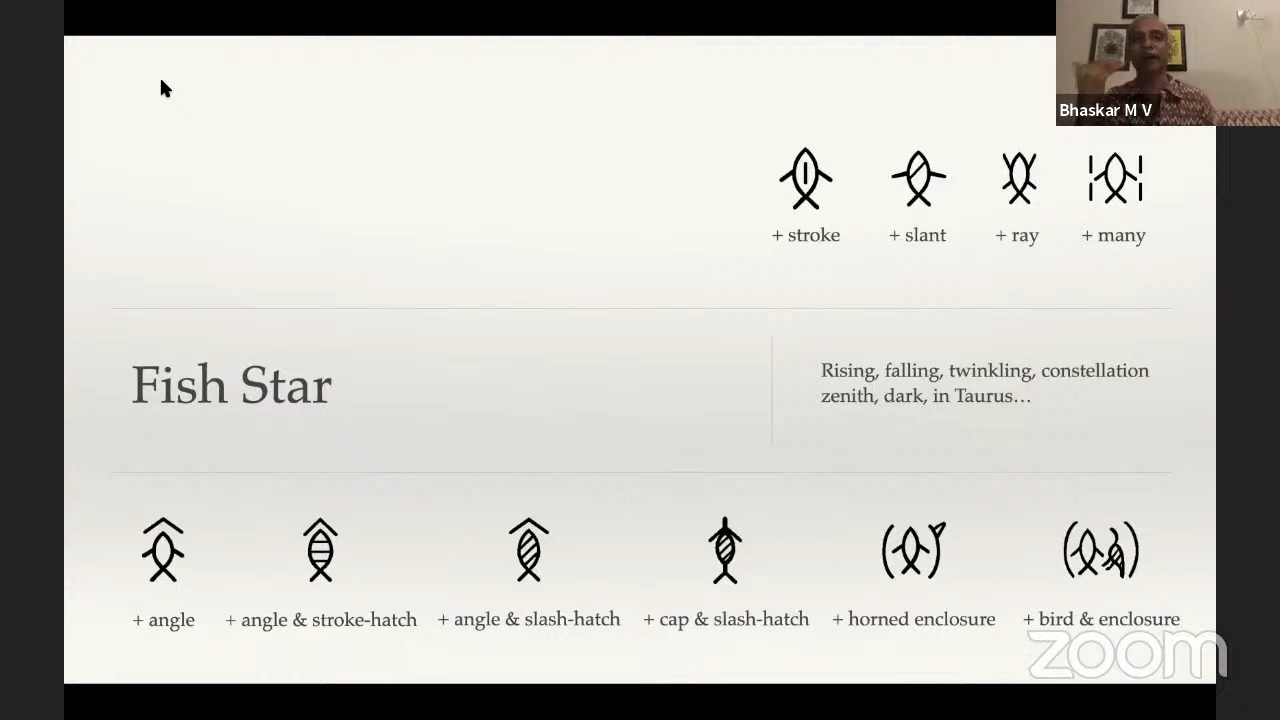 Bhaskar M V
+ stroke + slant + ray + many
Fish Star
Rising, falling, twinkling, constellation
zenith, dark, in Taurus…
+ angle + angle & stroke-hatch + angle & slash-hatch + cap & slash-hatch + horned enclosure + bird & enclosure
zoom